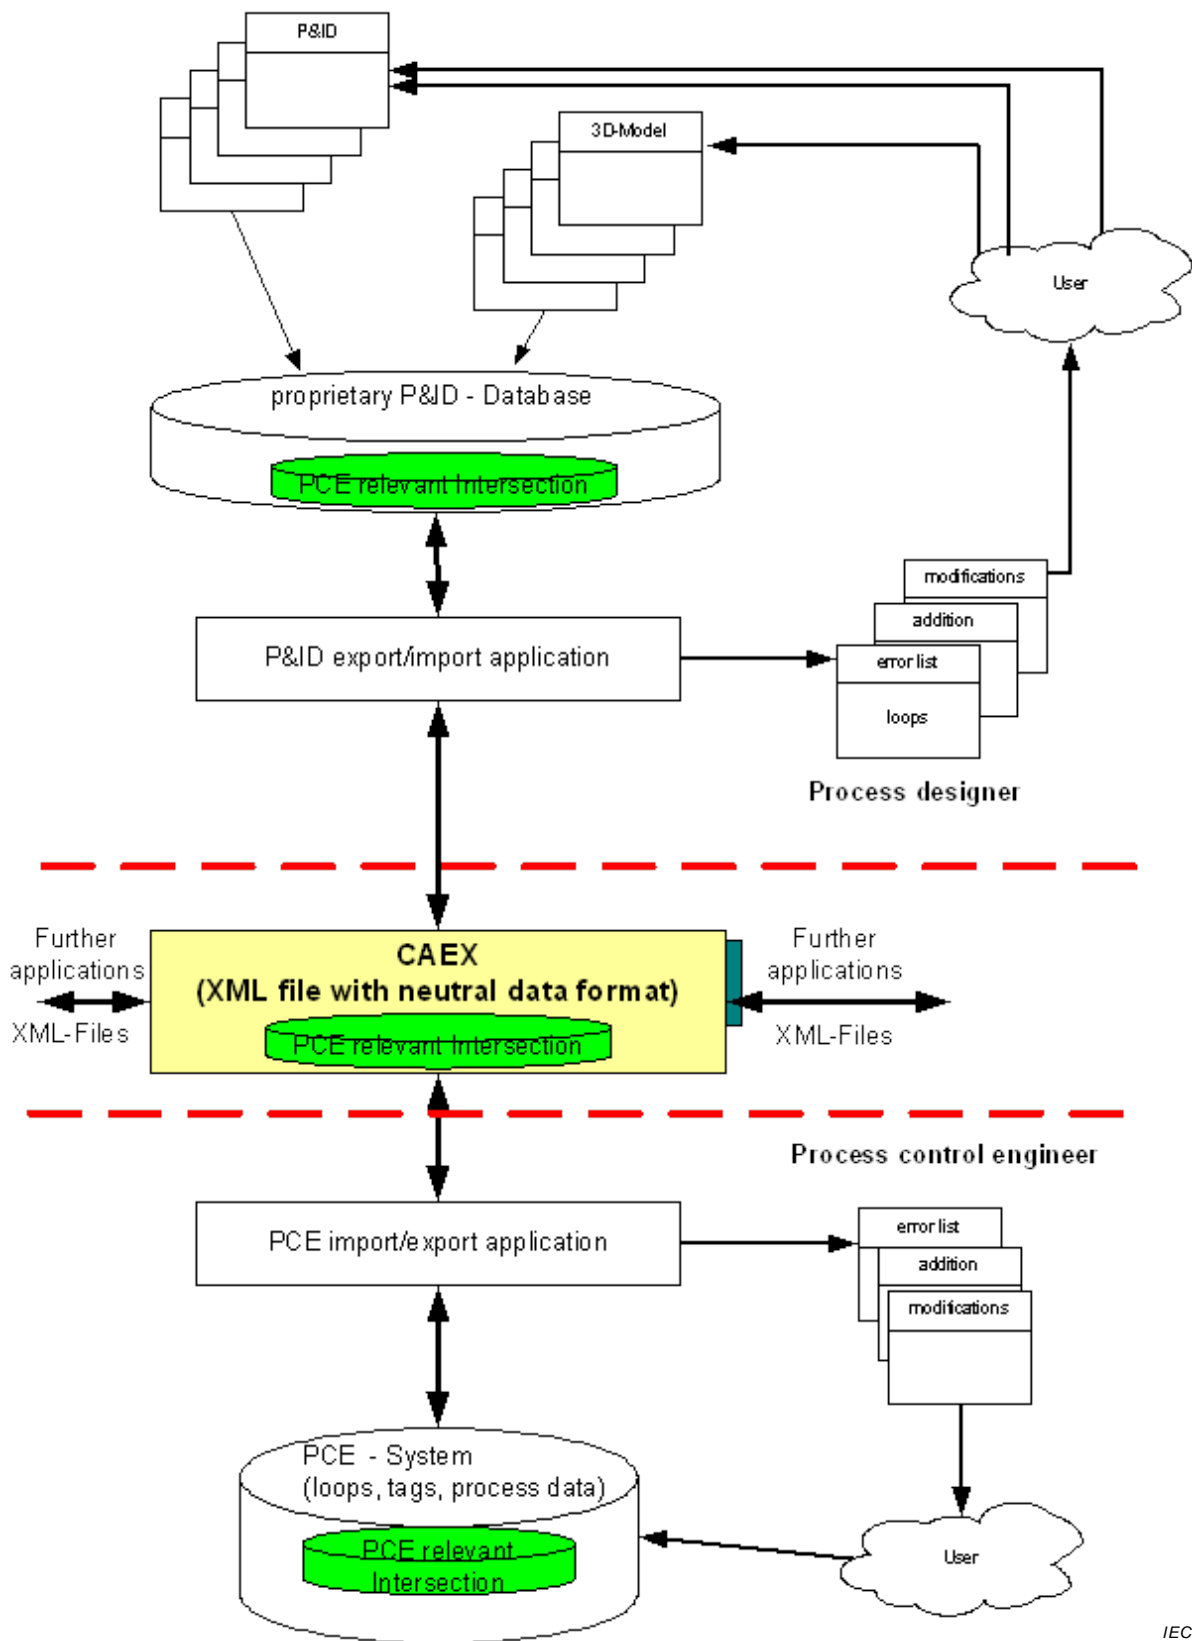 P&ID
3D-Model
User
proprietary P&ID - Database
PCE relevant Intersection
modifications
addition
error list
loops
P&ID export/import application
Process designer
Further
applications
XML-Files
CAEX
(XML file with neutral data format)
PCE relevant Intersection
Further
applications
XML-Files
Process control engineer
PCE import/export application
error list
addition
modifications
PCE - System
(loops, tags, process data)
PCE relevant
Intersection
User
IEC